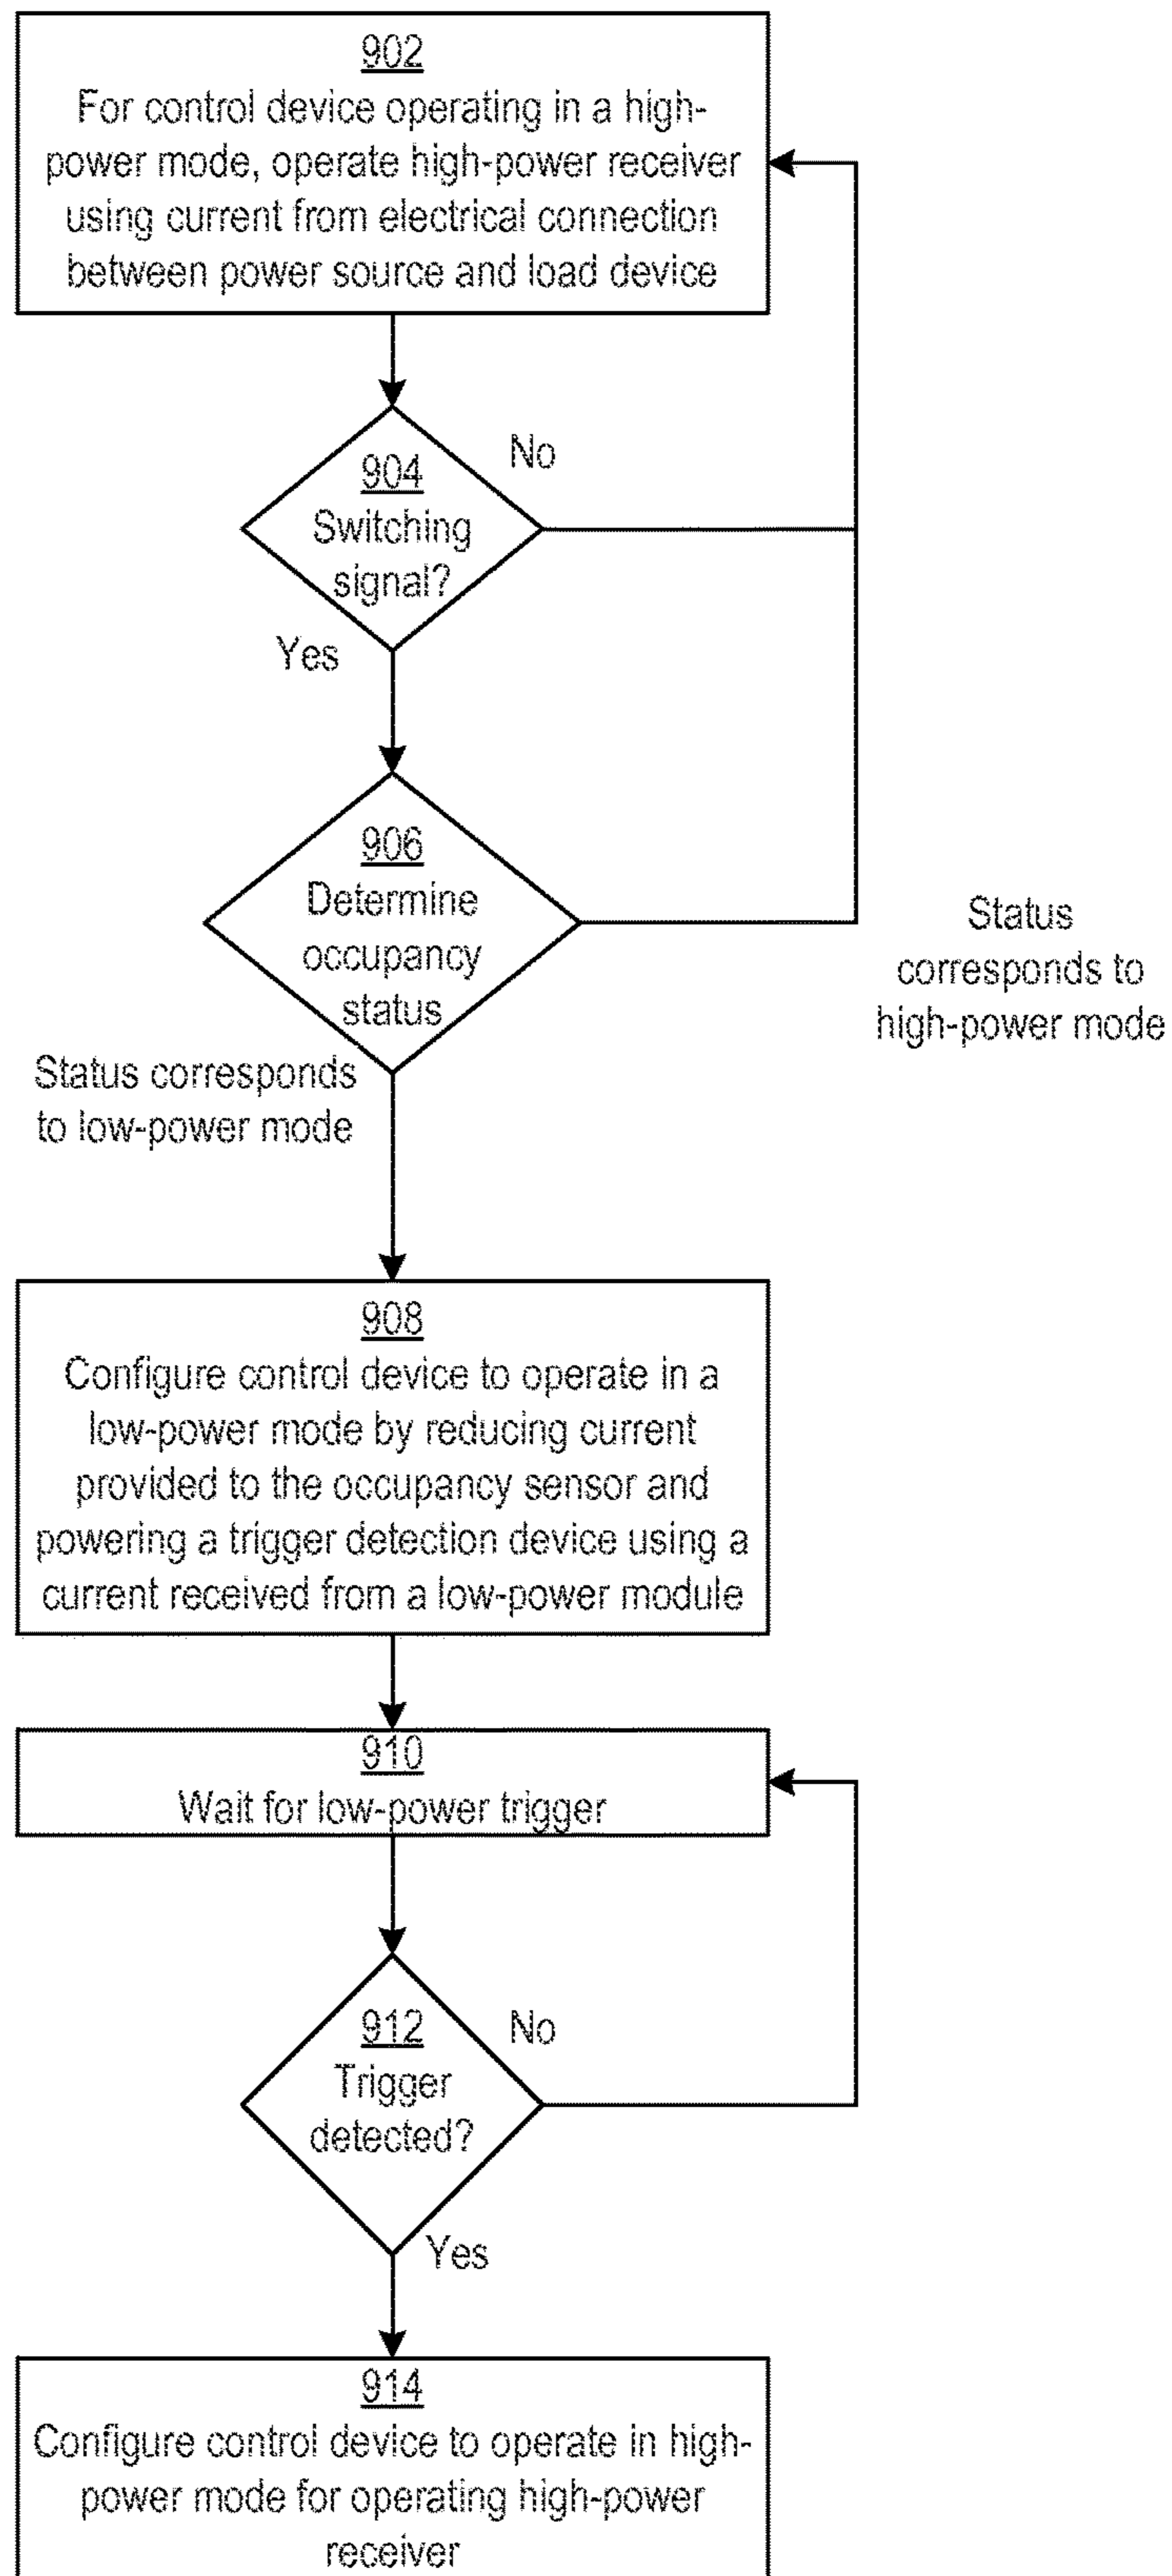 902
For control device operating in a high-
power mode, operate high-power receiver
using current from electrical connection
between power source and load device
904
Switching
signal?
No
Yes
906
Determine
occupancy
status
Status
corresponds to
high-power mode
Status corresponds
to low-power mode
908
Configure control device to operate in a
low-power mode by reducing current
provided to the occupancy sensor and
powering a trigger detection device using a
current received from a low-power module
910
Wait for low-power trigger
912
Trigger
detected?
No
Yes
914
Configure control device to operate in high-
power mode for operating high-power
receiver